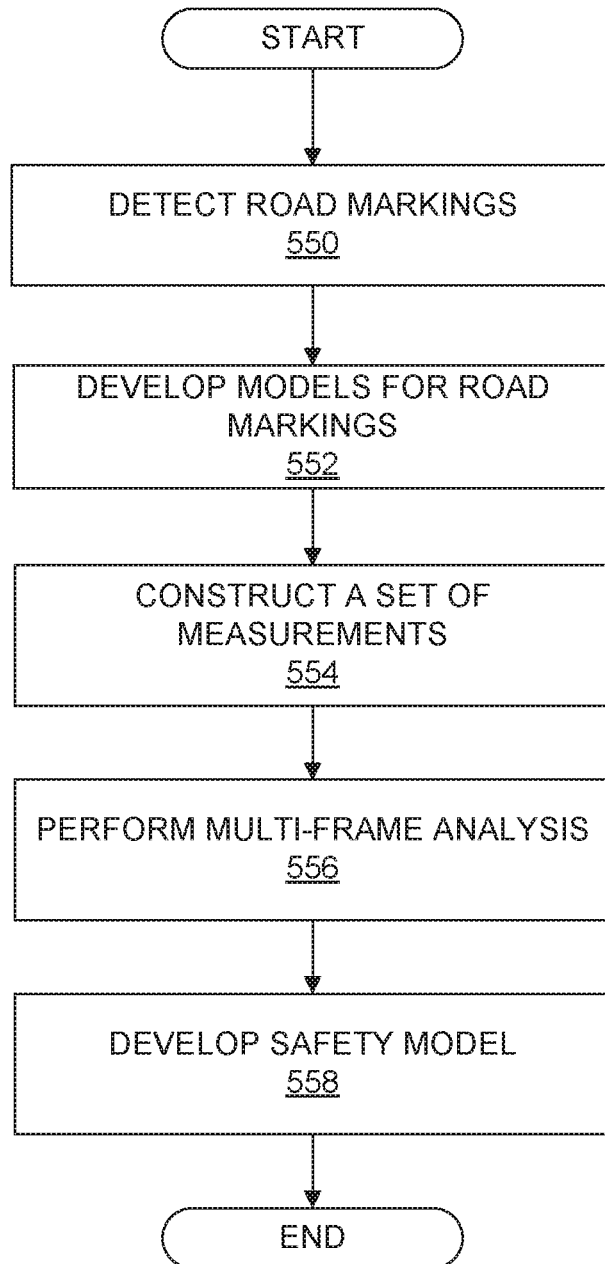 START
DETECT ROAD MARKINGS
550
DEVELOP MODELS FOR ROAD
MARKINGS
552
CONSTRUCT A SET OF
MEASUREMENTS
554
PERFORM MULTI-FRAME ANALYSIS
556
DEVELOP SAFETY MODEL
558
END